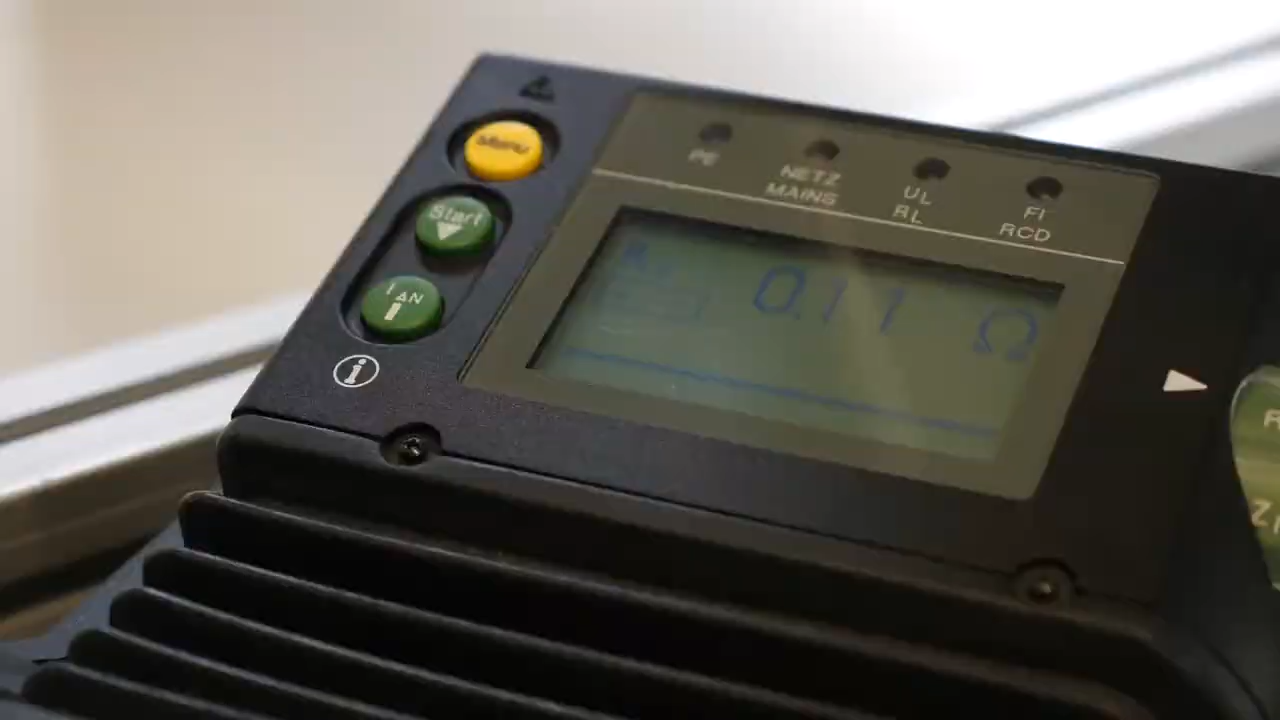 Menu
Start
I ΔN
i
PE
NETZ
MAINS
UL
RL
FI
RCD
0.11 Ω